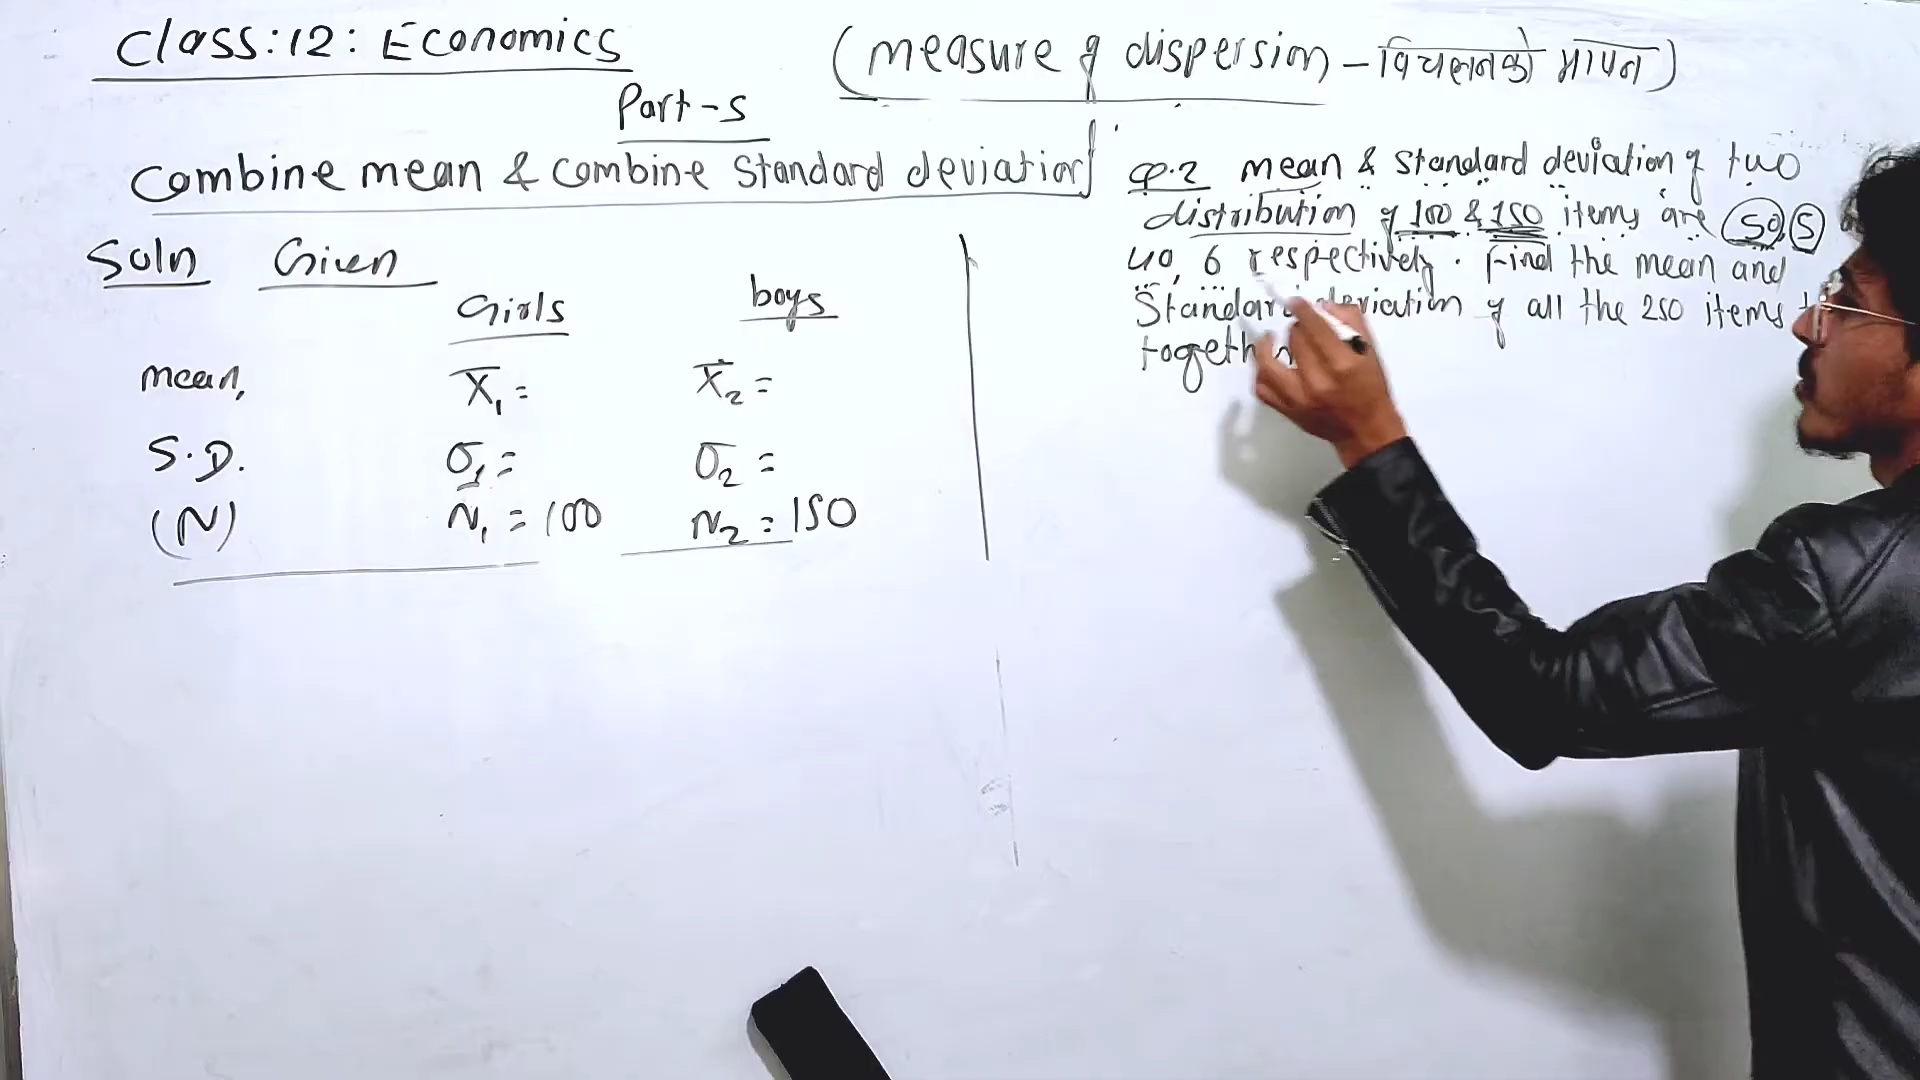 Class:12: Economics
(measure of dispersion - विचलनको मापन)
Part-5
Combine mean & Combine Standard deviation
Soln Given
Girls boys
mean, X̄₁= X̄₂=
S.D. σ₁= σ₂=
(N) N₁=100 N₂=150
Q.2 mean & standard deviation of two
distribution of 100 & 150 items are 50, 5
40, 6 respectively. Find the mean and
Standard deviation of all the 250 items
together